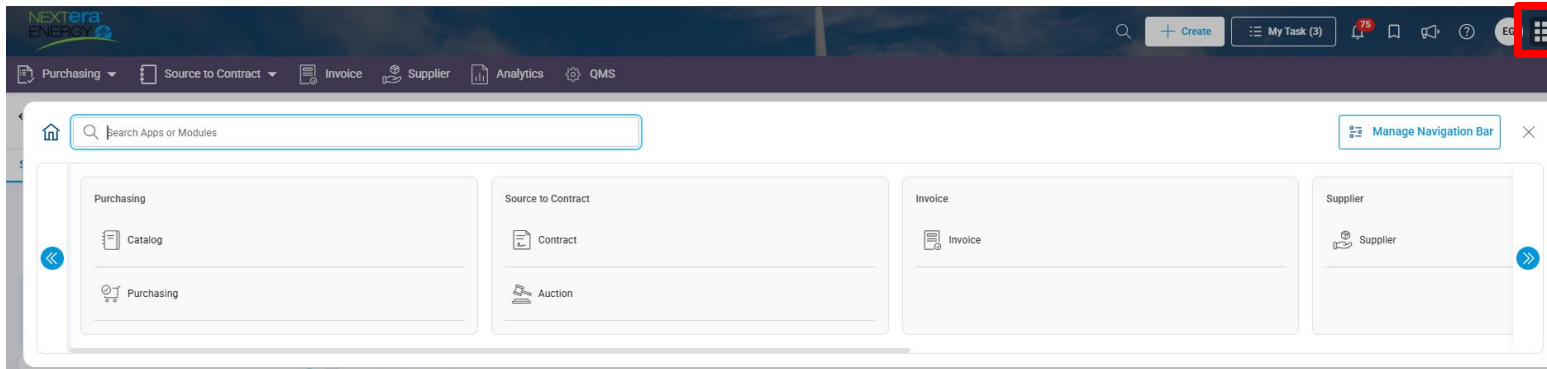 NEXTera
ENERGY
+ Create
My Task (3)
75
EG
Purchasing
Source to Contract
Invoice
Supplier
Analytics
QMS
Search Apps or Modules
Manage Navigation Bar
Purchasing
Source to Contract
Invoice
Supplier
Catalog
Contract
Invoice
Supplier
Purchasing
Auction